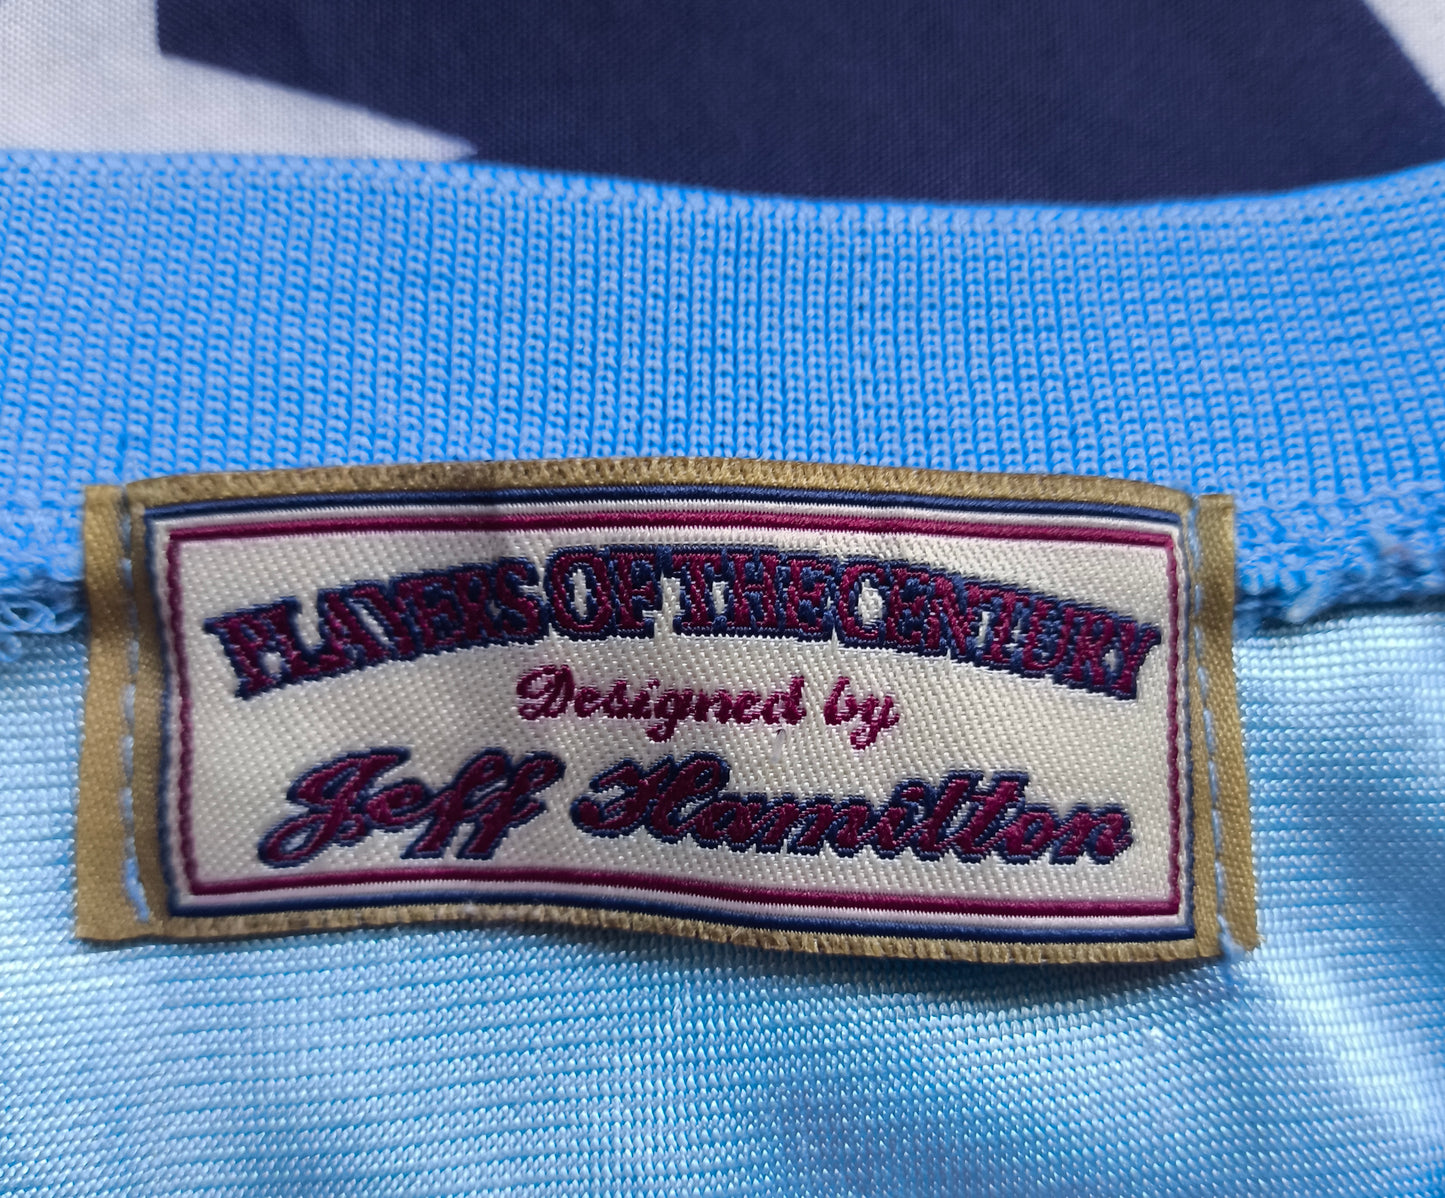 PLAYERS OF THE CENTURY
Designed by
Jeff Hamilton